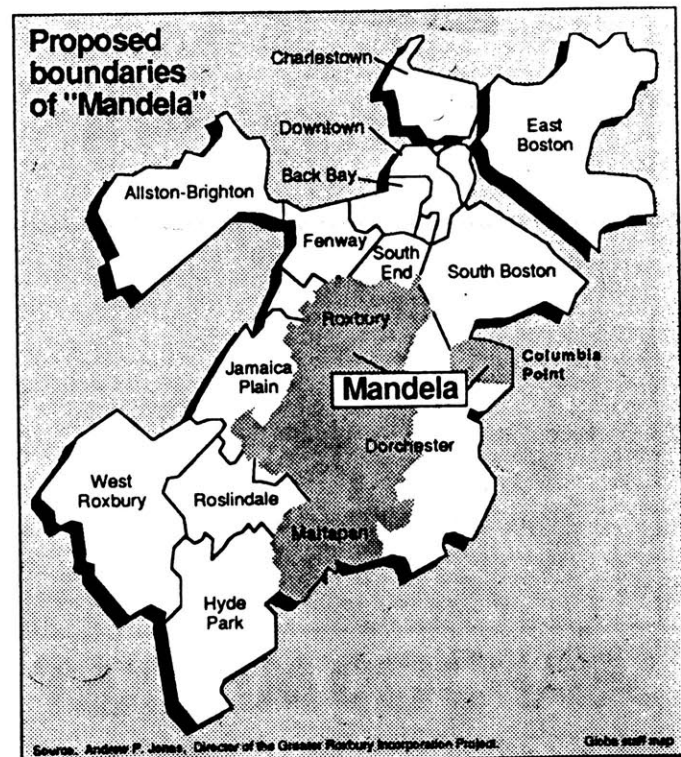 Proposed
boundaries
of "Mandela"
Charlestown
Downtown
East
Boston
Back Bay
Allston-Brighton
Fenway
South
End
South Boston
Roxbury
Columbia
Point
Jamaica
Plain
Mandela
Dorchester
West
Roxbury
Roslindale
Mattapan
Hyde
Park
Source: Andrew P. Jones, Director of the Greater Roxbury Incorporation Project.
Globe staff map